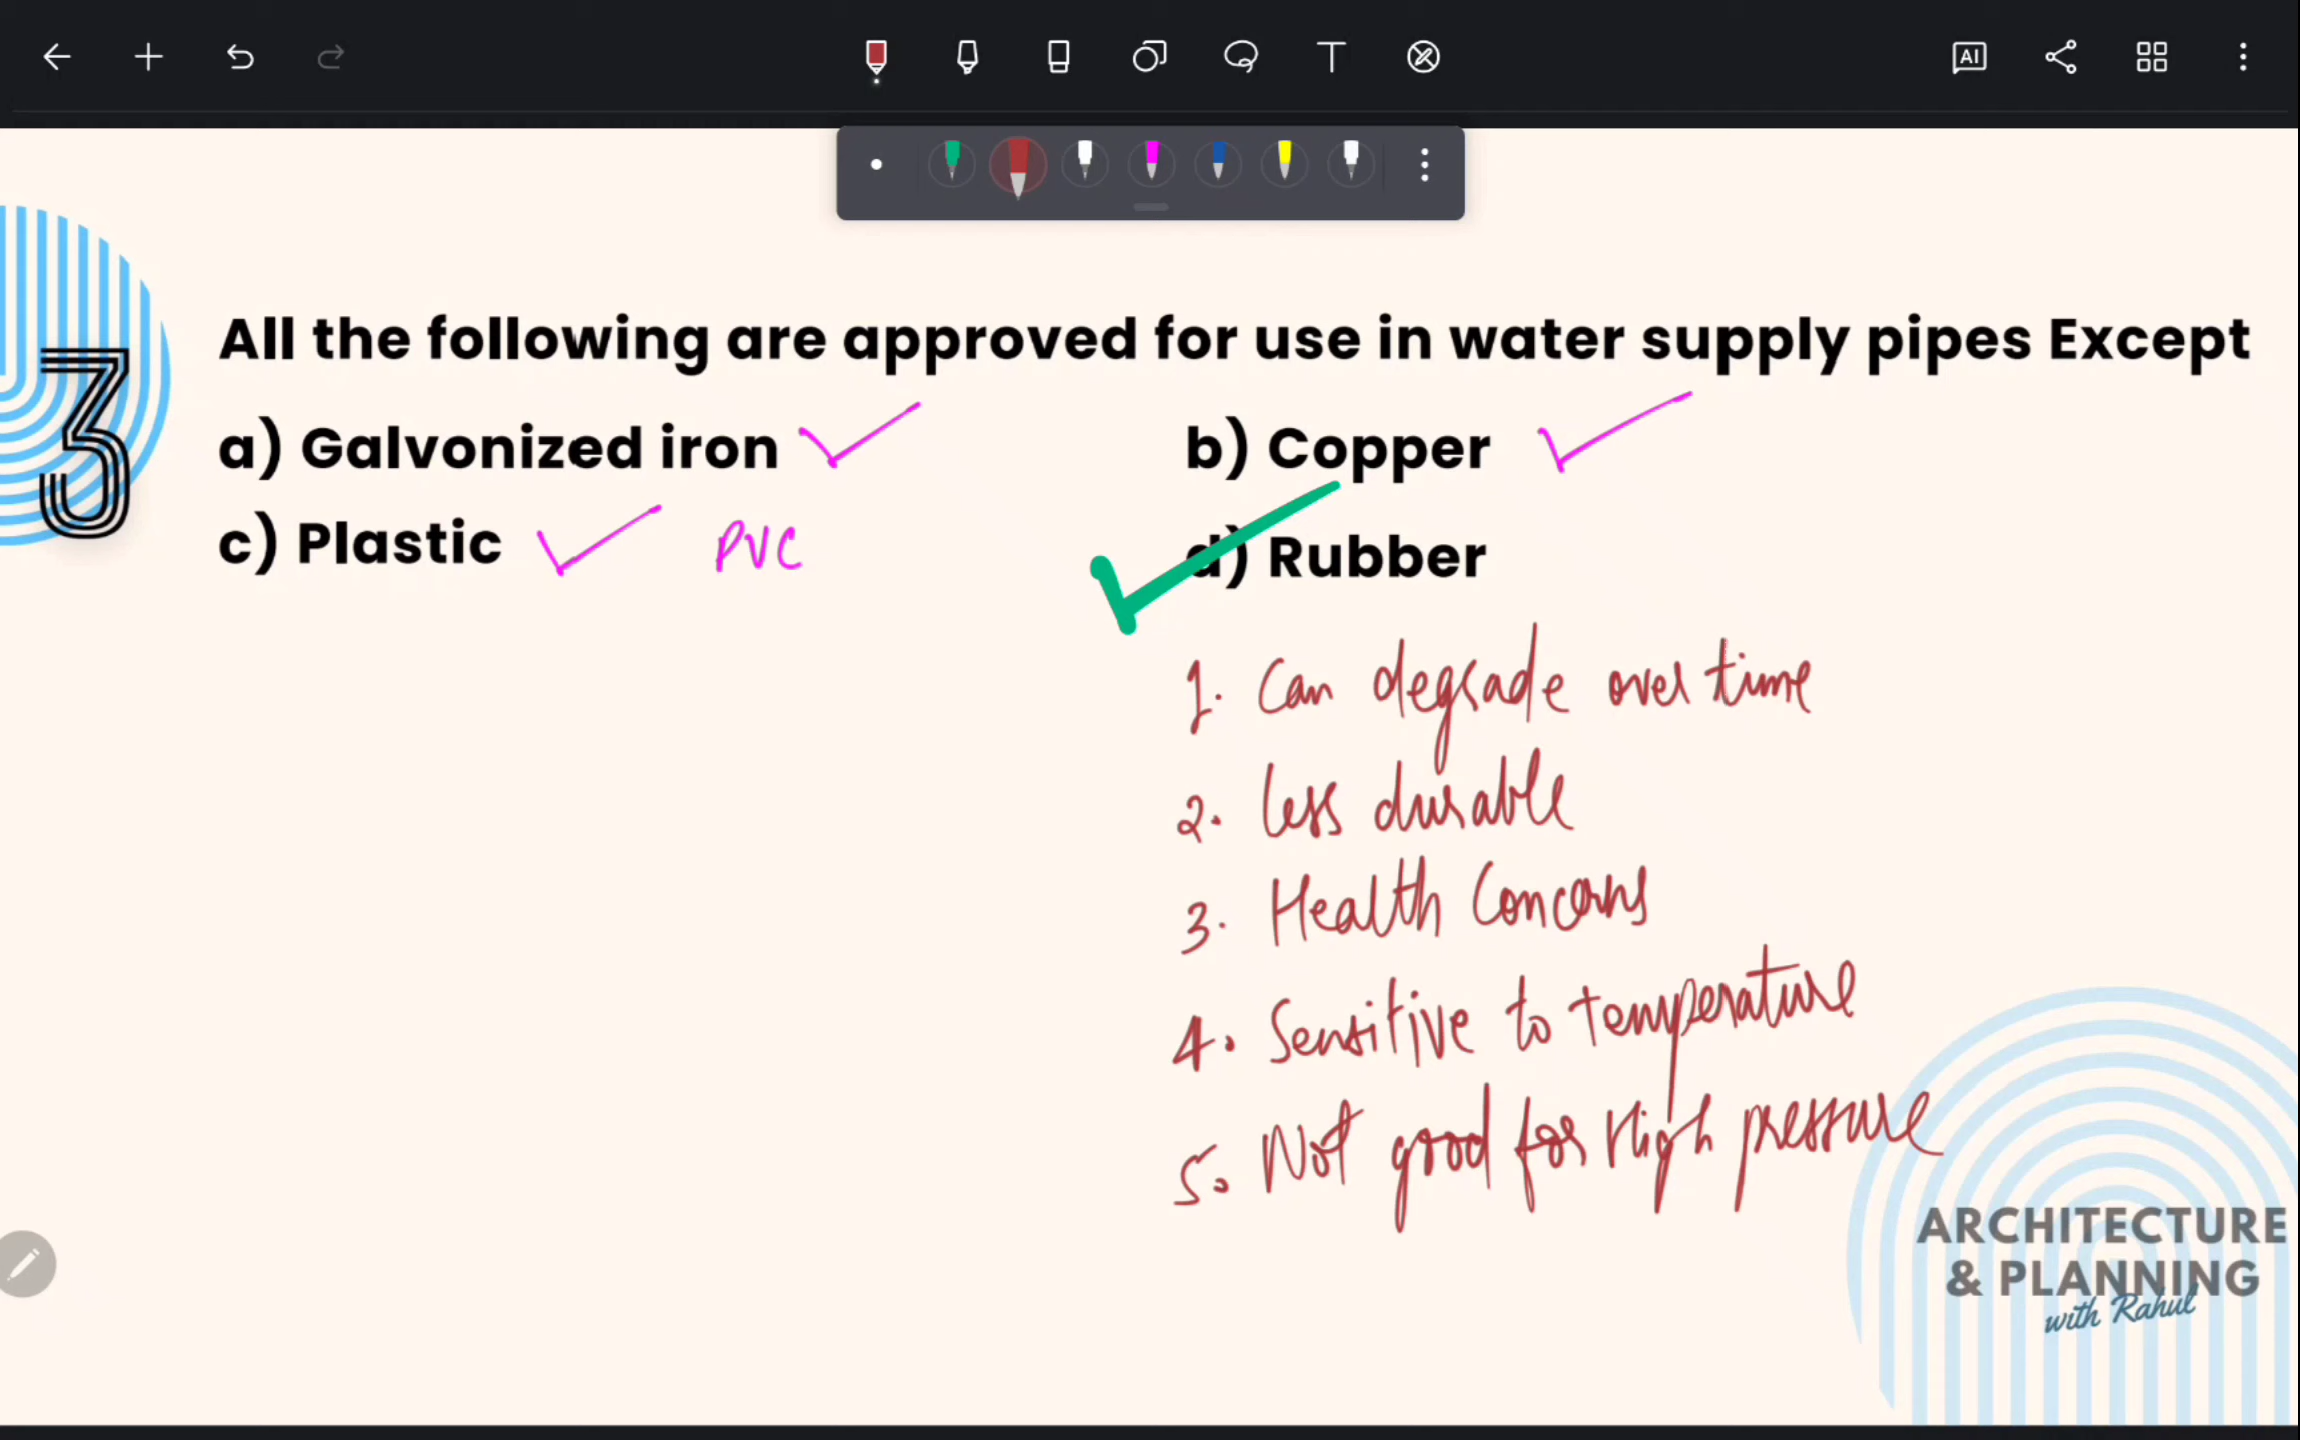 AI
3
All the following are approved for use in water supply pipes Except
a) Galvonized iron
b) Copper
c) Plastic PVC
d) Rubber
1. Can degrade over time
2. Less durable
3. Health Concerns
4. Sensitive to temperature
5. Not good for High pressure
ARCHITECTURE
& PLANNING
with Rahul